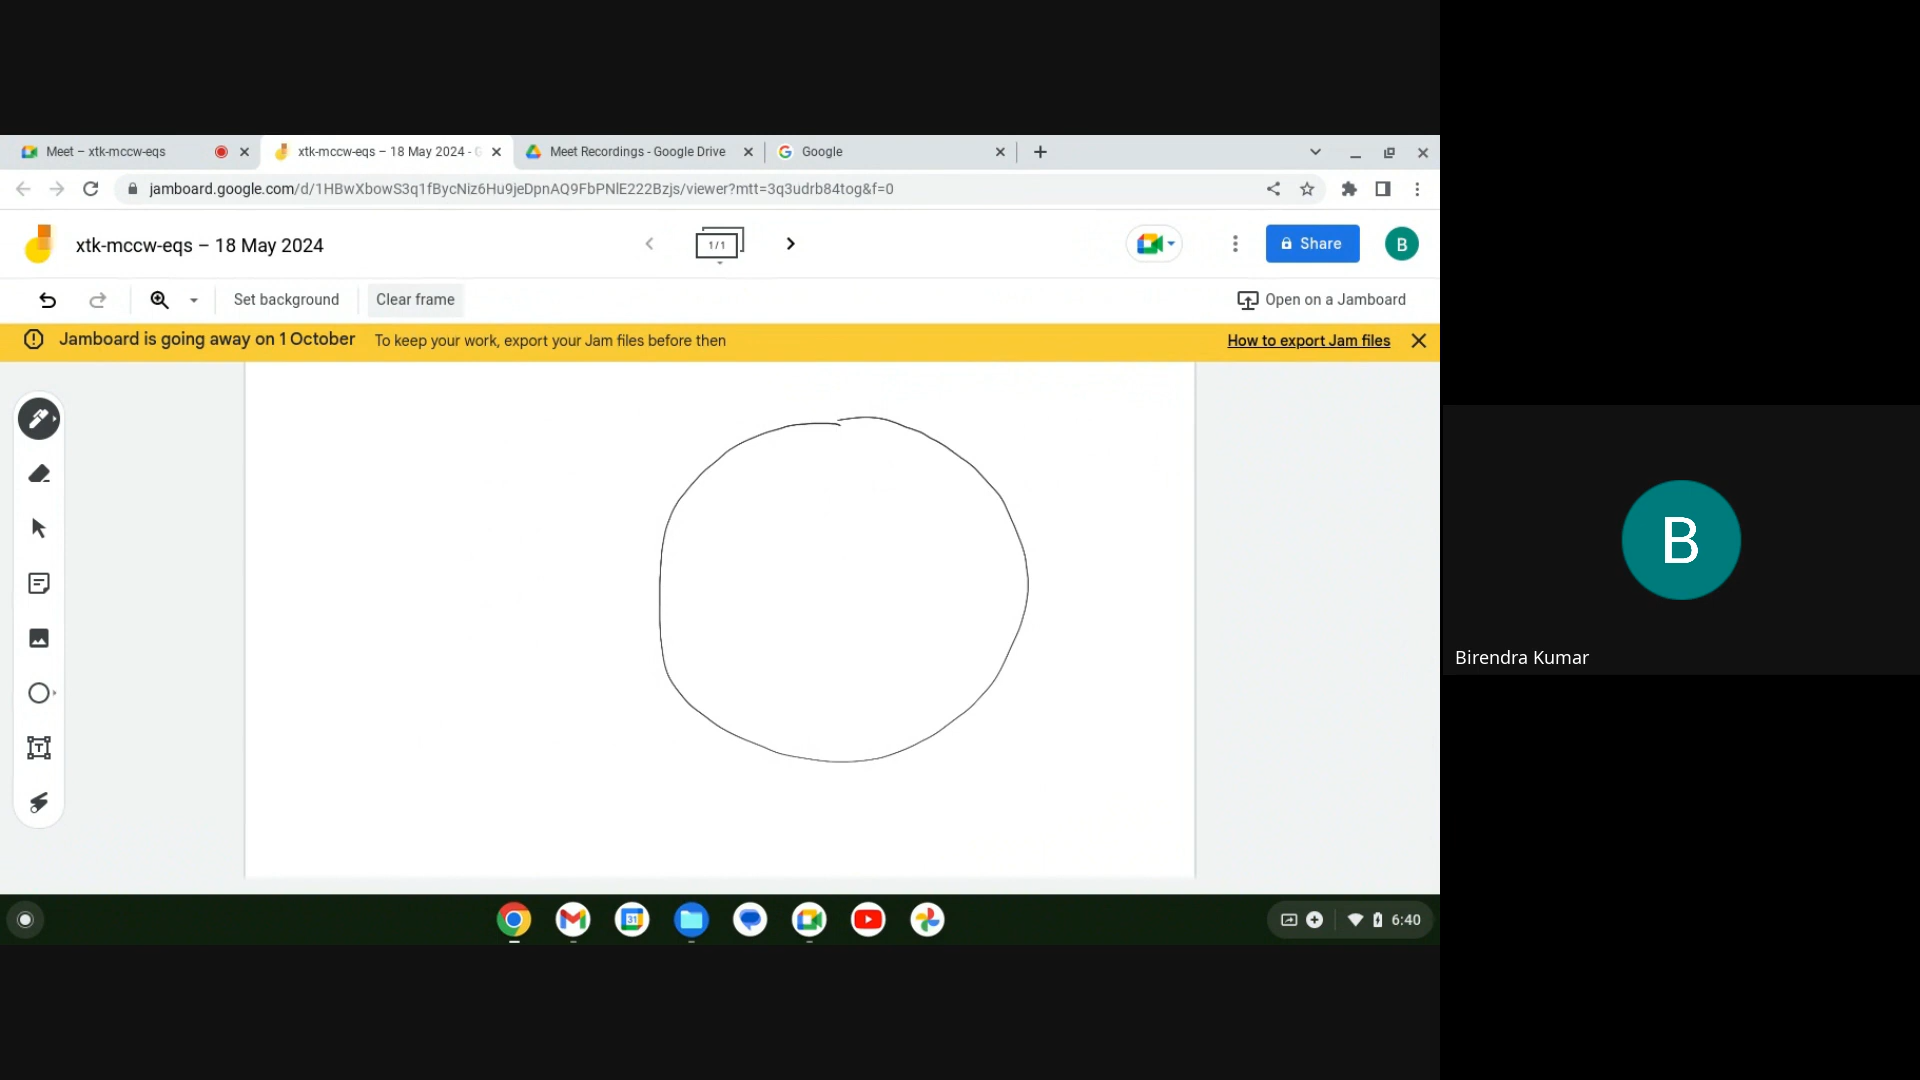 Meet – xtk-mccw-eqs
xtk-mccw-eqs – 18 May 2024 - G
Meet Recordings - Google Drive
Google
jamboard.google.com/d/1HBwXbowS3q1fBycNiz6Hu9jeDpnAQ9FbPNlE222Bzjs/viewer?mtt=3q3udrb84tog&f=0
xtk-mccw-eqs – 18 May 2024
1/1
Share
B
Set background
Clear frame
Open on a Jamboard
Jamboard is going away on 1 October To keep your work, export your Jam files before then
How to export Jam files
T
B
Birendra Kumar
31
6:40